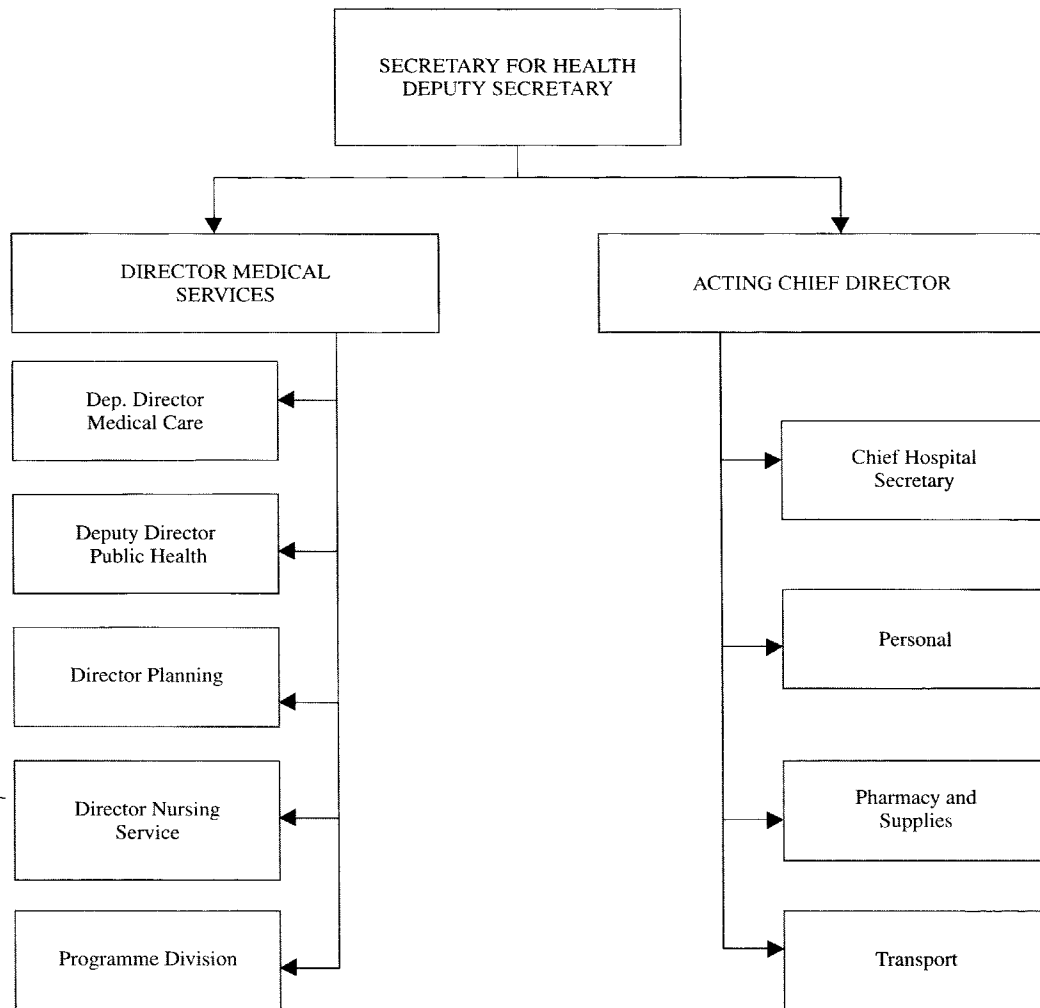 SECRETARY FOR HEALTH
DEPUTY SECRETARY
DIRECTOR MEDICAL
SERVICES
ACTING CHIEF DIRECTOR
Dep. Director
Medical Care
Deputy Director
Public Health
Director Planning
Director Nursing
Service
Programme Division
Chief Hospital
Secretary
Personal
Pharmacy and
Supplies
Transport